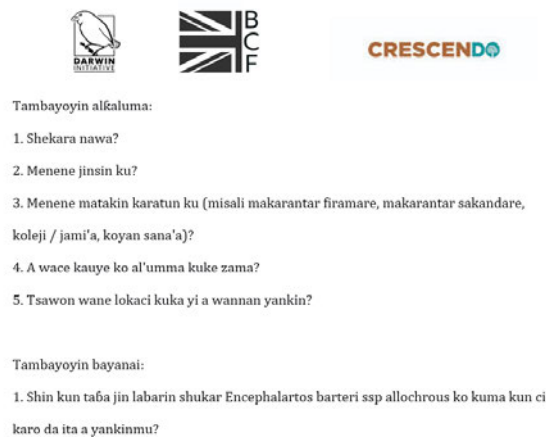 DARWIN
INITIATIVE
B
C
F
CRESCENDO
Tambayoyin alƙaluma:
1. Shekara nawa?
2. Menene jinsin ku?
3. Menene matakin karatun ku (misali makarantar firamare, makarantar sakandare,
koleji / jami'a, koyan sana'a)?
4. A wace kauye ko al'umma kuke zama?
5. Tsawon wane lokaci kuka yi a wannan yankin?
Tambayoyin bayanai:
1. Shin kun taɓa jin labarin shukar Encephalartos barteri ssp allochrous ko kuma kun ci
karo da ita a yankinmu?